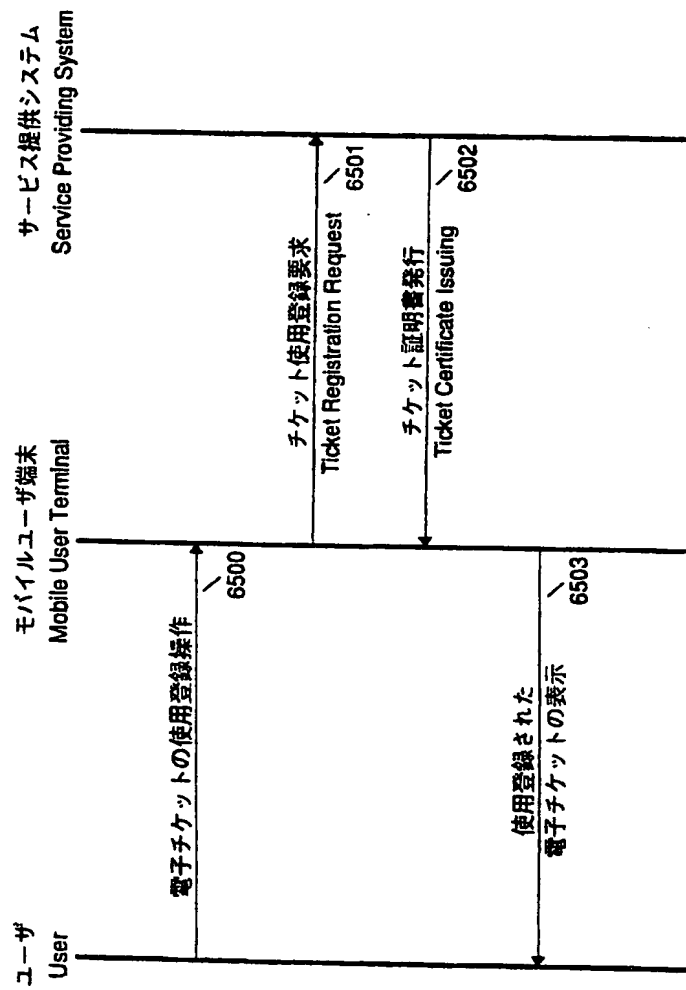 ユーザ
User
モバイルユーザ端末
Mobile User Terminal
サービス提供システム
Service Providing System
電子チケットの使用登録操作
6500
チケット使用登録要求
Ticket Registration Request
6501
チケット証明書発行
Ticket Certificate Issuing
6502
使用登録された
電子チケットの表示
6503